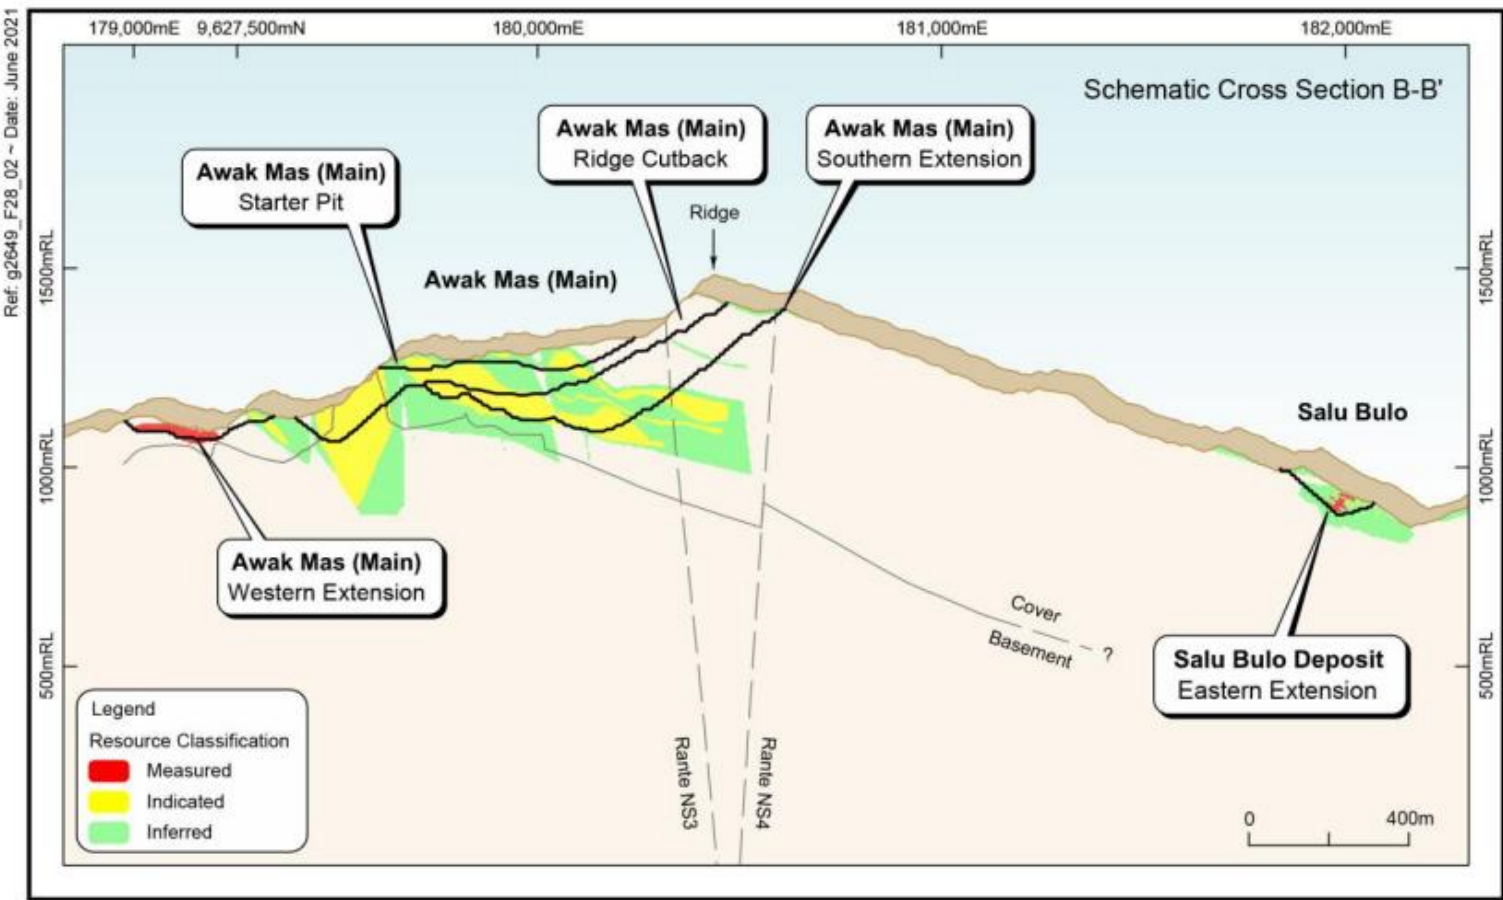 Ref: g2649_F28_02 ~ Date: June 2021
179,000mE 9,627,500mN 180,000mE 181,000mE 182,000mE
Schematic Cross Section B-B'
Awak Mas (Main)
Ridge Cutback
Awak Mas (Main)
Southern Extension
Awak Mas (Main)
Starter Pit
Ridge
Awak Mas (Main)
1500mRL
1500mRL
Salu Bulo
1000mRL
1000mRL
Awak Mas (Main)
Western Extension
Cover
Basement
?
Salu Bulo Deposit
Eastern Extension
500mRL
500mRL
Rante NS3
Rante NS4
Legend
Resource Classification
Measured
Indicated
Inferred
0 400m